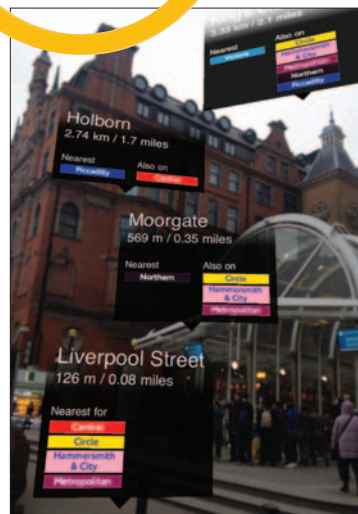 3.33 km / 2.1 miles
Nearest
Also on
Victoria
Circle
Hammersmith
& City
Metropolitan
Northern
Piccadilly
Holborn
2.74 km / 1.7 miles
Nearest
Also on
Piccadilly
Central
Moorgate
569 m / 0.35 miles
Nearest
Also on
Northern
Circle
Hammersmith
& City
Metropolitan
Liverpool Street
126 m / 0.08 miles
Nearest for
Central
Circle
Hammersmith
& City
Metropolitan